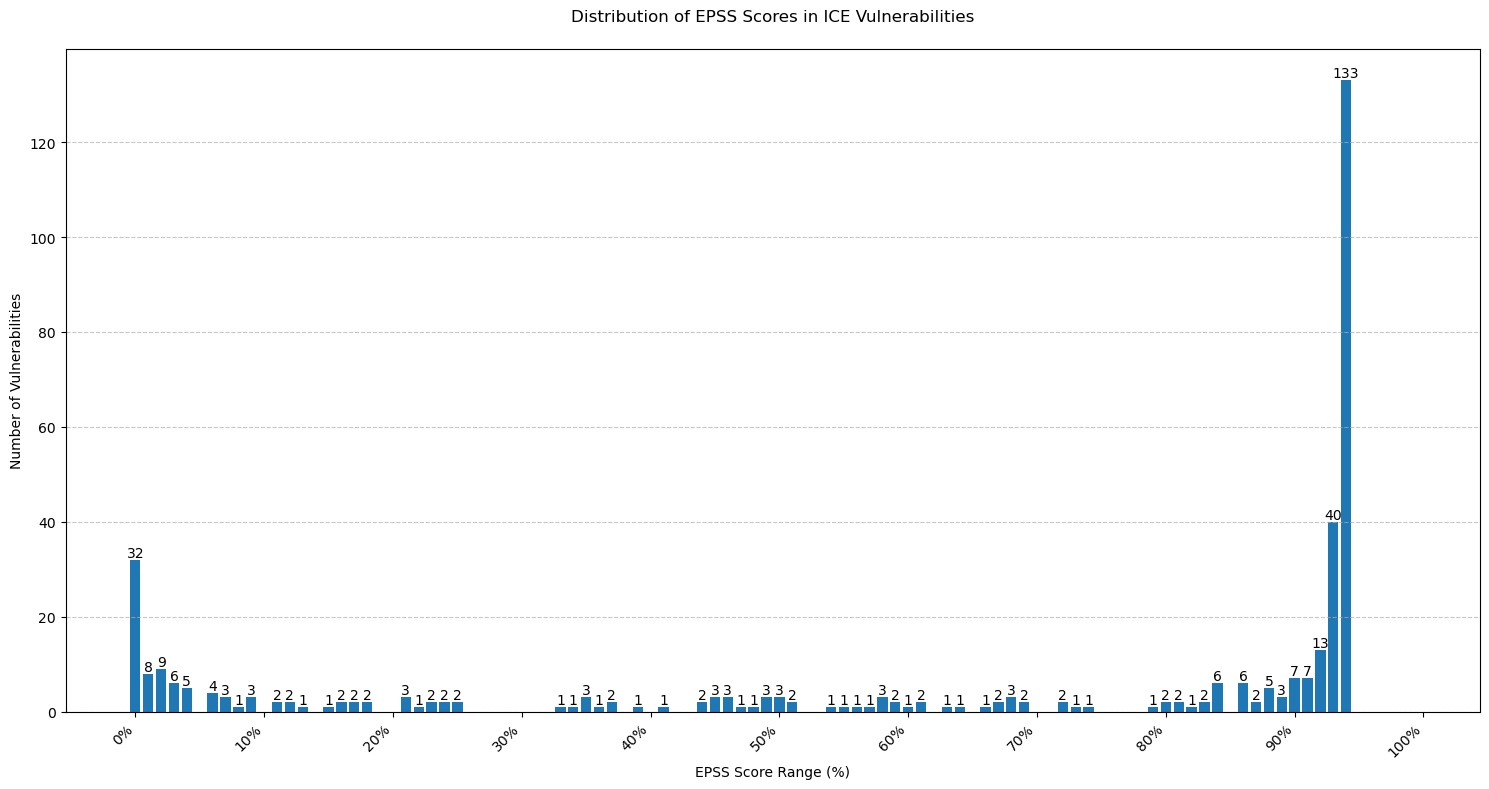 Distribution of EPSS Scores in ICE Vulnerabilities
133
120
100
80
60
40
20
0
Number of Vulnerabilities
40
32
8 9 6 5 4 3 1 3 2 2 1 1 2 2 2 3 1 2 2 2 1 1 3 1 2 1 1 2 3 3 1 1 3 3 2 1 1 1 1 3 2 1 2 1 1 1 2 3 2 2 1 1 1 2 2 1 2 6 6 2 5 3 7 7 13
0% 10% 20% 30% 40% 50% 60% 70% 80% 90% 100%
EPSS Score Range (%)